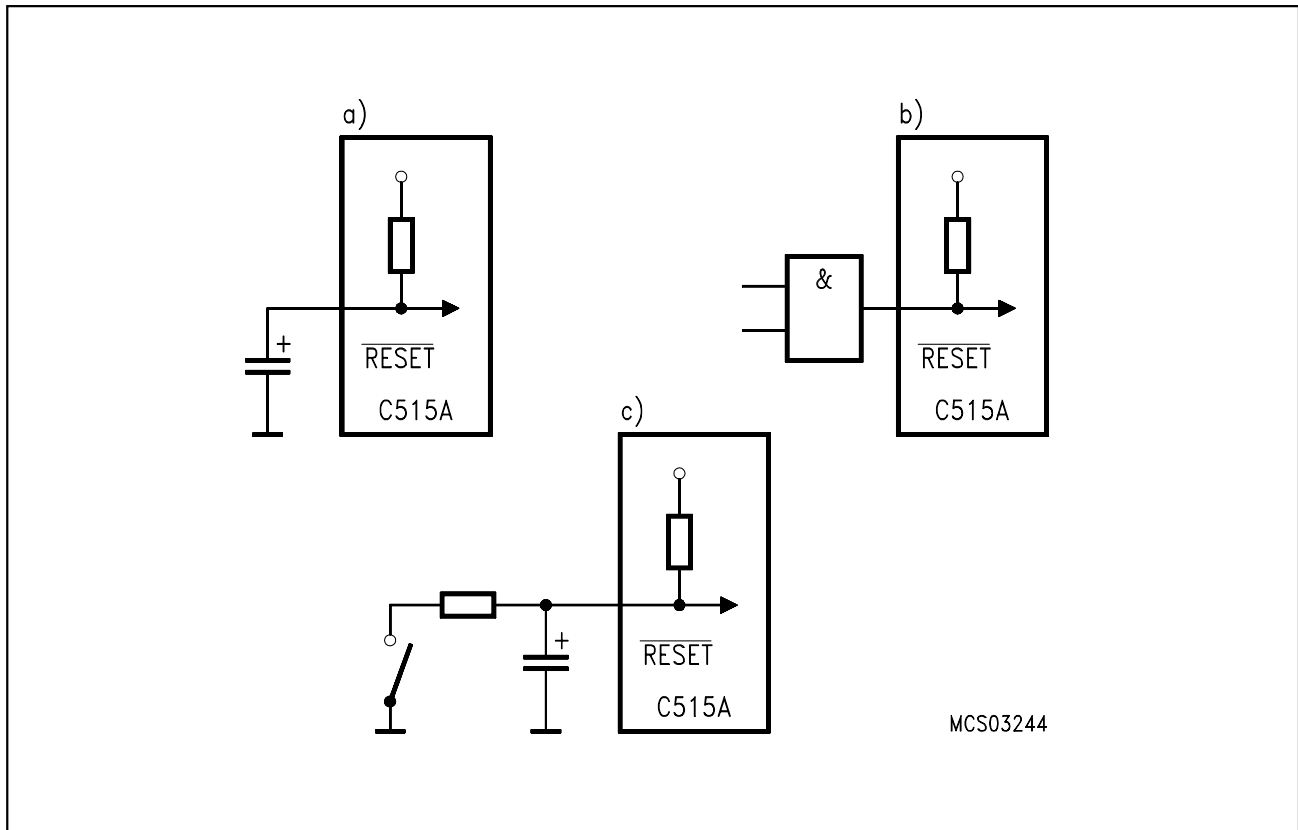 a)
+
RESET
C515A
b)
&
RESET
C515A
c)
+
RESET
C515A
MCS03244